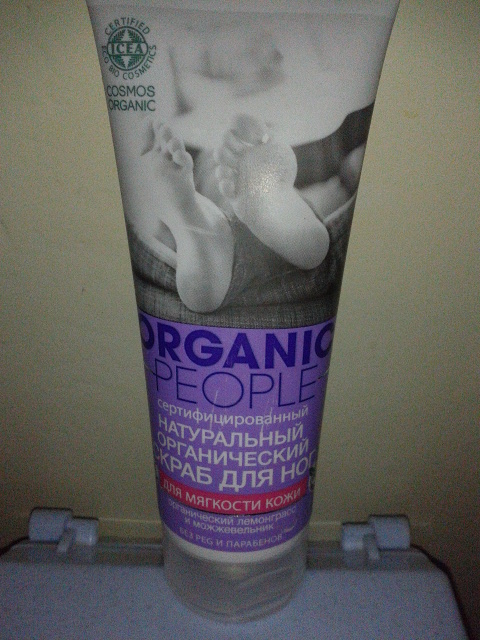 CERTIFIED
ICEA
ECO BIO COSMETICS
COSMOS
ORGANIC
ORGANIC
PEOPLE
сертифицированный
НАТУРАЛЬНЫЙ
ОРГАНИЧЕСКИЙ
СКРАБ ДЛЯ НОГ
ДЛЯ МЯГКОСТИ КОЖИ
органический лемонграсс
и можжевельник
БЕЗ PEG И ПАРАБЕНОВ